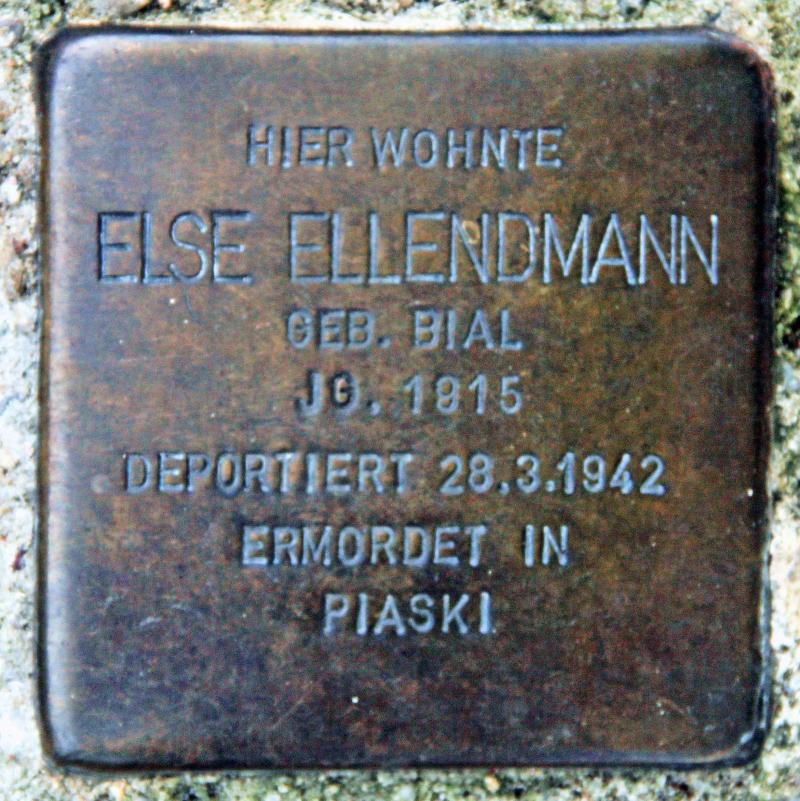 HIER WOHNTE
ELSE ELLENDMANN
GEB. BIAL
JG. 1915
DEPORTIERT 28.3.1942
ERMORDET IN
PIASKI